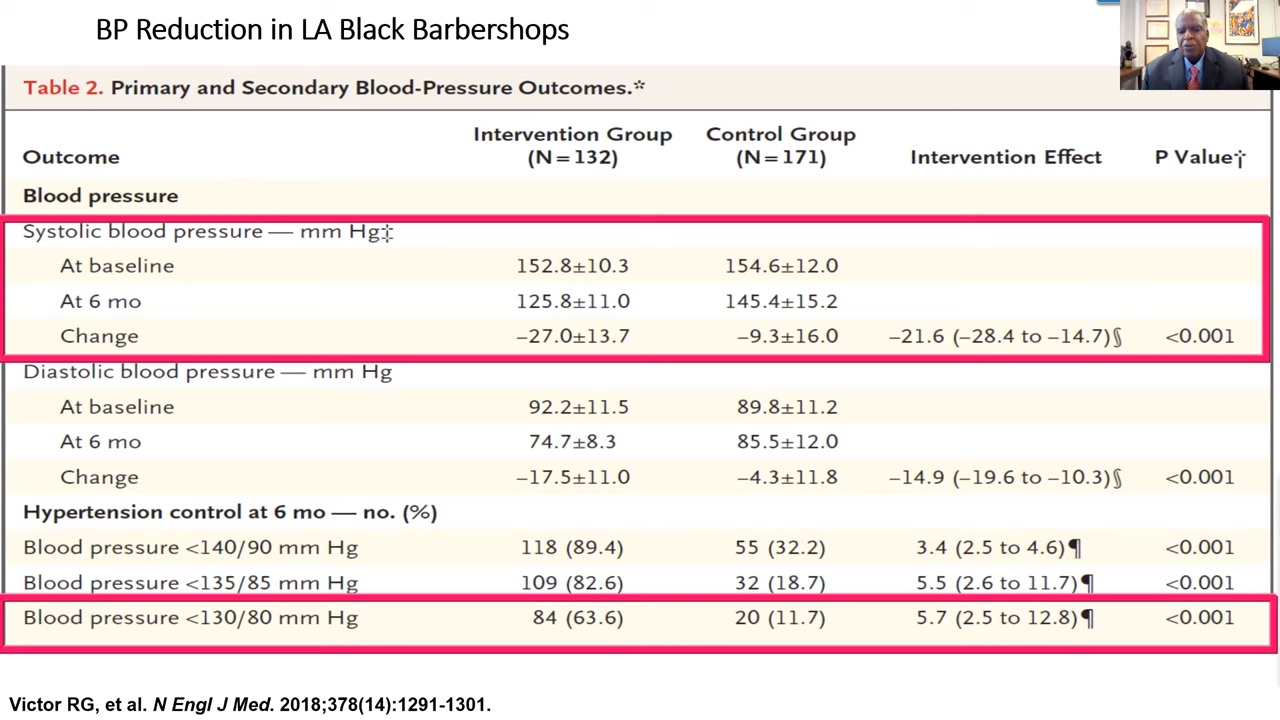 BP Reduction in LA Black Barbershops
Table 2. Primary and Secondary Blood-Pressure Outcomes.*
Outcome Intervention Group (N=132) Control Group (N=171) Intervention Effect P Value†
Blood pressure
Systolic blood pressure — mm Hg‡
At baseline 152.8±10.3 154.6±12.0
At 6 mo 125.8±11.0 145.4±15.2
Change −27.0±13.7 −9.3±16.0 −21.6 (−28.4 to −14.7)§ <0.001
Diastolic blood pressure — mm Hg
At baseline 92.2±11.5 89.8±11.2
At 6 mo 74.7±8.3 85.5±12.0
Change −17.5±11.0 −4.3±11.8 −14.9 (−19.6 to −10.3)§ <0.001
Hypertension control at 6 mo — no. (%)
Blood pressure <140/90 mm Hg 118 (89.4) 55 (32.2) 3.4 (2.5 to 4.6)¶ <0.001
Blood pressure <135/85 mm Hg 109 (82.6) 32 (18.7) 5.5 (2.6 to 11.7)¶ <0.001
Blood pressure <130/80 mm Hg 84 (63.6) 20 (11.7) 5.7 (2.5 to 12.8)¶ <0.001
Victor RG, et al. N Engl J Med. 2018;378(14):1291-1301.